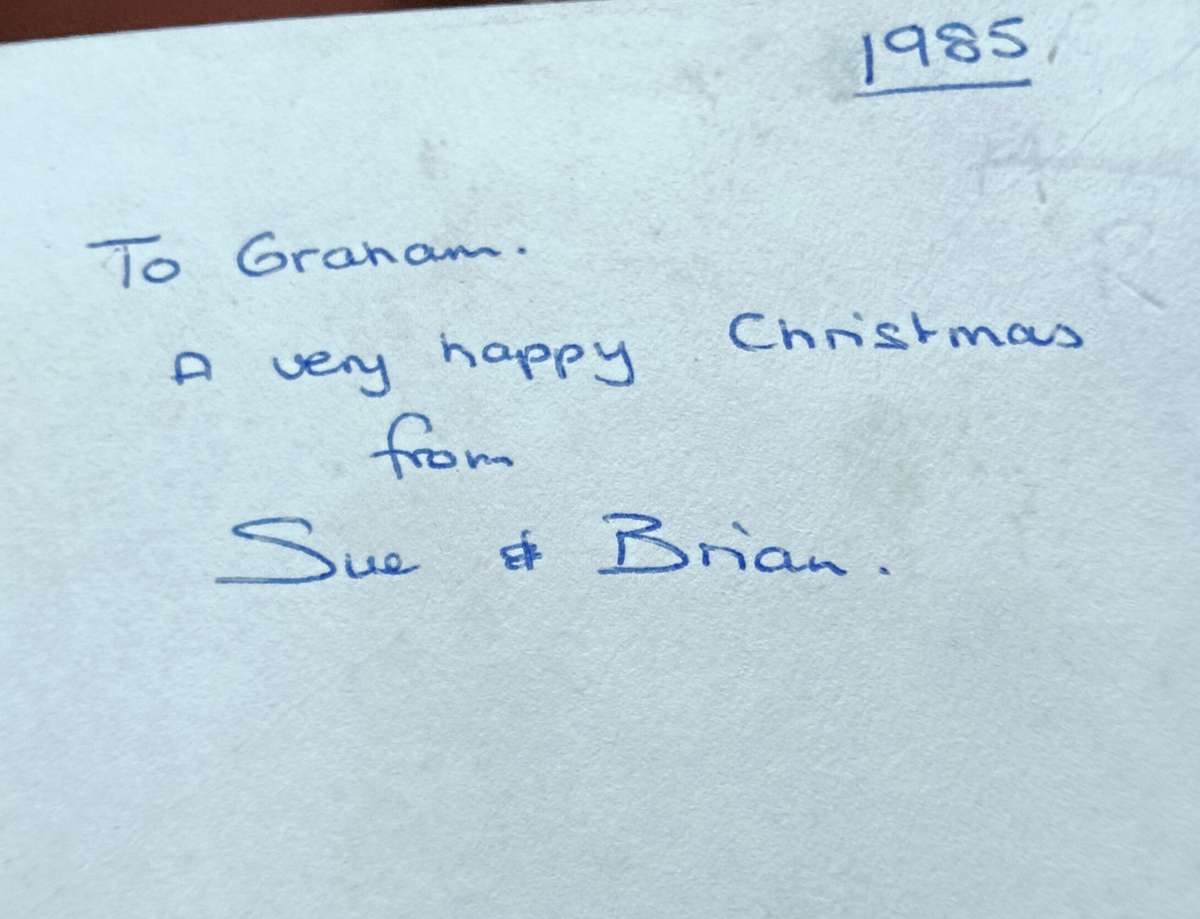 1985
To Graham.
A very happy Christmas
from
Sue & Brian.